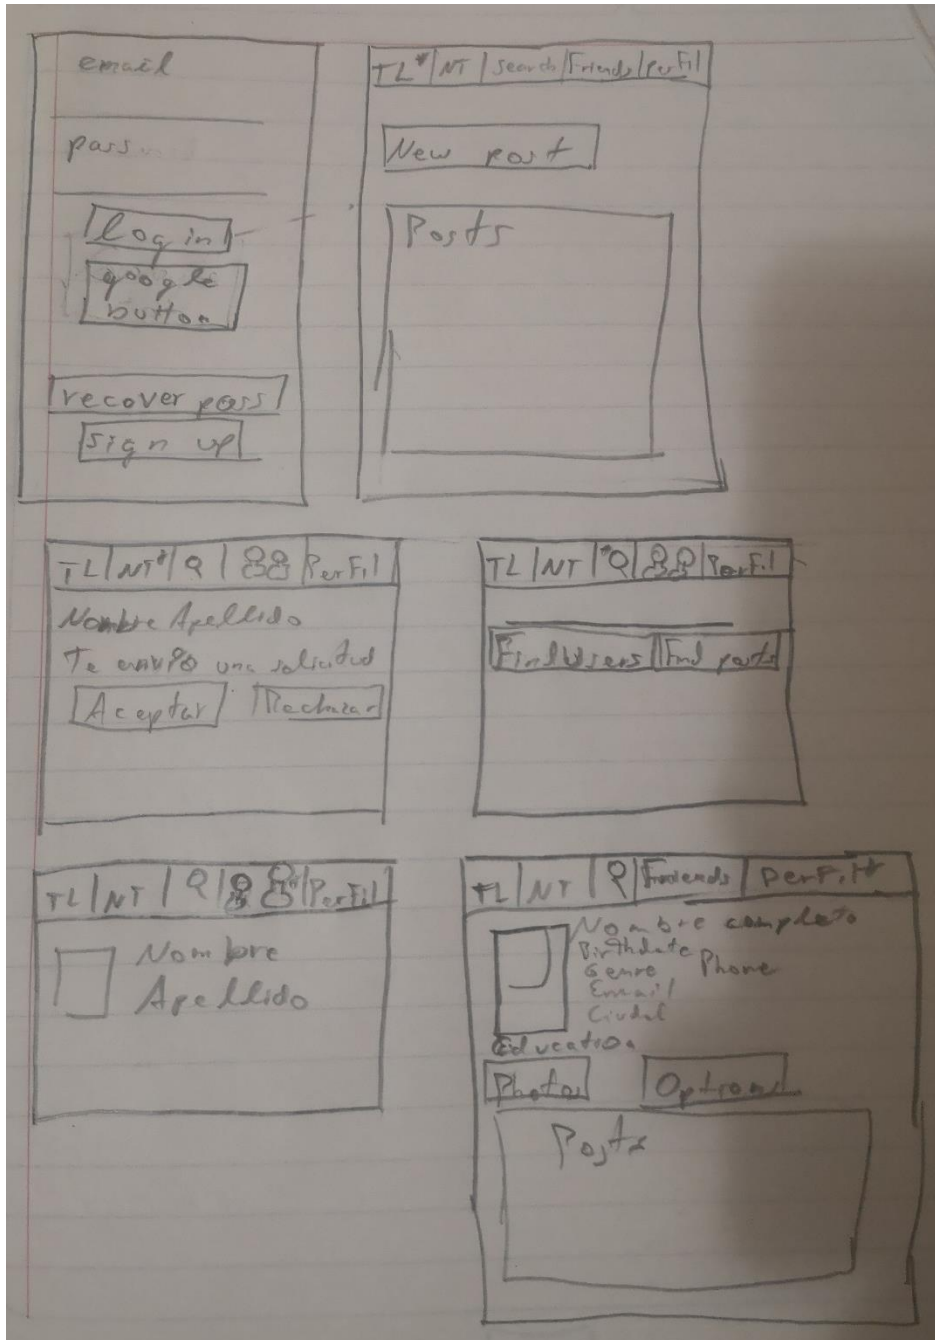 email
pass
log in
google
button
recover pass
sign up
TL* | NT | Search | Friends | Perfil
New post
Posts
TL | NT* | Perfil
Nombre Apellido
Te envió una solicitud
Aceptar Rechazar
TL | NT | * | Perfil
Find Users Find posts
TL | NT | * | Perfil
Nombre
Apellido
TL | NT | Friends | Perfil*
Nombre completo
Birthdate
Genre Phone
Email
Ciudad
Education
Photos Options
Posts